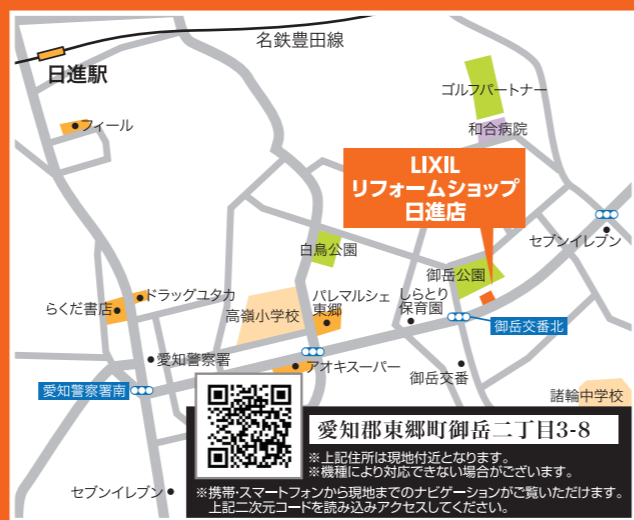 名鉄豊田線
日進駅
フィール
ゴルフパートナー
和合病院
LIXIL
リフォームショップ
日進店
セブンイレブン
白鳥公園
御岳公園
ドラッグユタカ
らくだ書店
高嶺小学校
パレマルシェ
東郷
しらとり
保育園
御岳交番北
愛知警察署
アオキスーパー
御岳交番
愛知警察署南
諸輪中学校
愛知郡東郷町御岳二丁目3-8
※上記住所は現地付近となります。
※機種により対応できない場合がございます。
セブンイレブン
※携帯・スマートフォンから現地までのナビゲーションがご覧いただけます。
上記二次元コードを読み込みアクセスしてください。